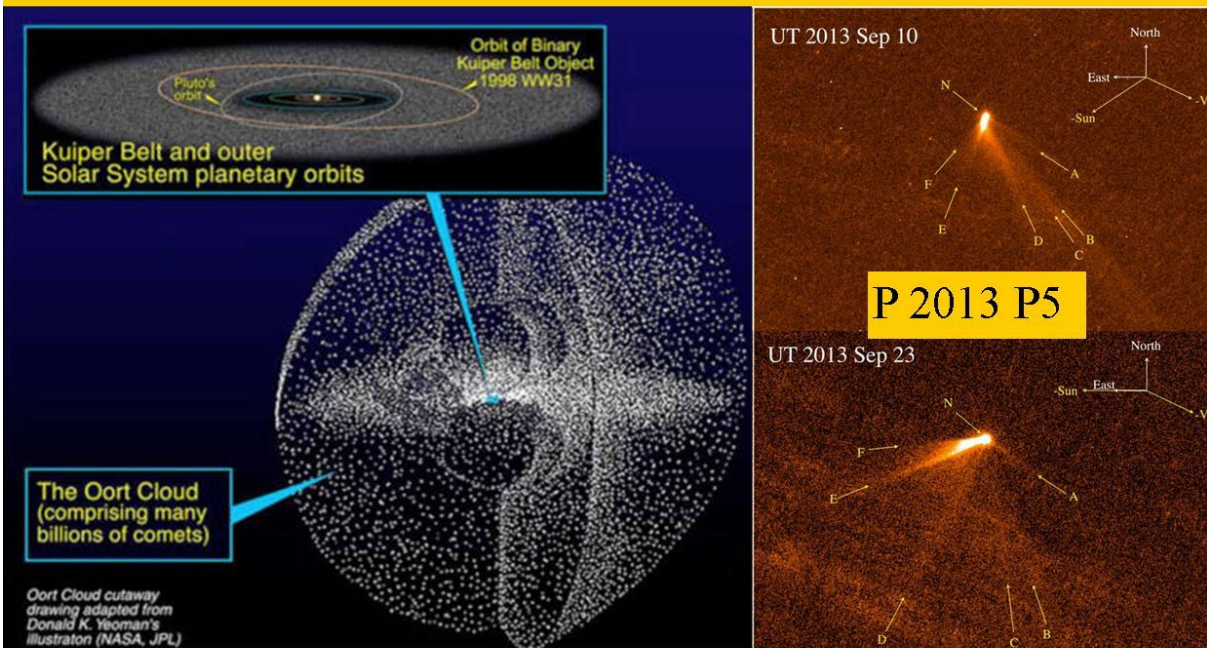 Orbit of Binary
Kuiper Belt Object
1998 WW31
Pluto's
orbit
Kuiper Belt and outer
Solar System planetary orbits
The Oort Cloud
(comprising many
billions of comets)
Oort Cloud cutaway
drawing adapted from
Donald K. Yeoman's
illustraton (NASA, JPL)
UT 2013 Sep 10
North
East
-Sun
-V
N
A
F
E
D
B
C
P 2013 P5
UT 2013 Sep 23
North
-Sun East
-V
N
F
E
A
D
C
B